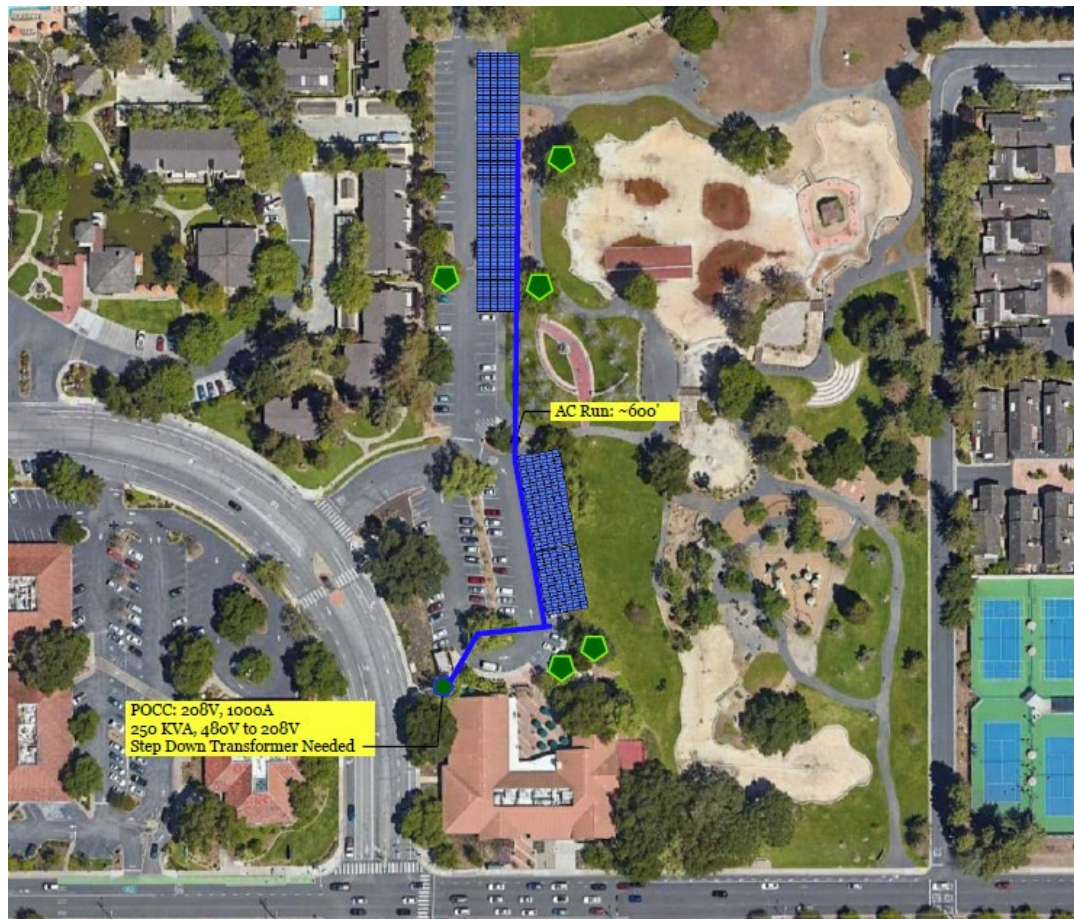 AC Run: ~600'
POCC: 208V, 1000A
250 KVA, 480V to 208V
Step Down Transformer Needed